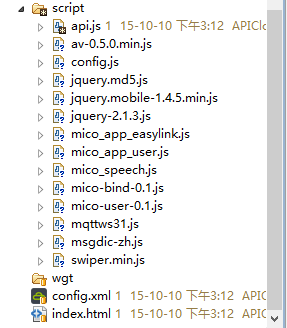 script
api.js 1 15-10-10 下午3:12 APIClo
av-0.5.0.min.js
config.js
jquery.md5.js
jquery.mobile-1.4.5.min.js
jquery-2.1.3.js
mico_app_easylink.js
mico_app_user.js
mico_speech.js
mico-bind-0.1.js
mico-user-0.1.js
mqttws31.js
msgdic-zh.js
swiper.min.js
wgt
config.xml 1 15-10-10 下午3:12
index.html 1 15-10-10 下午3:12